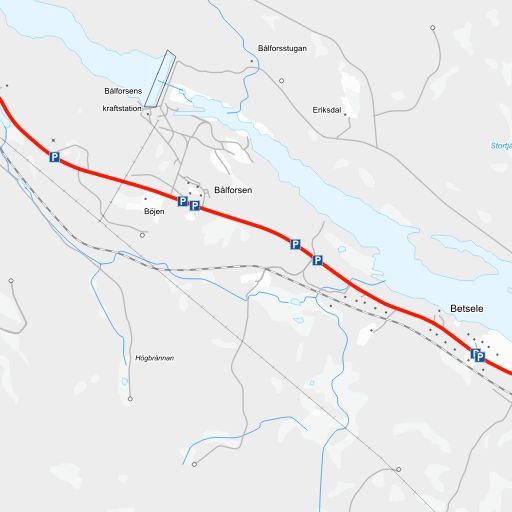 Bålforsstugan
Bålforsens
kraftstation
Eriksdal
Bålforsen
Böjen
Betsele
Högbrännan
P
P
P
P
P
P